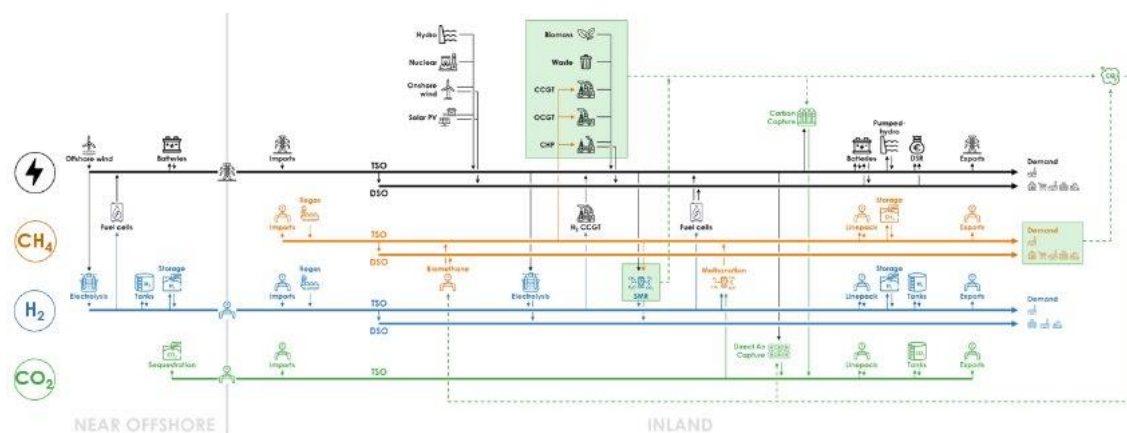 Hydro
Nuclear
Onshore
wind
Solar PV
Biomass
Waste
CCGT
OCGT
CHP
CO₂
Carbon
Capture
Offshore wind
Batteries
Imports
TSO
DSO
Batteries
Pumped-
hydro
DSR
Exports
Demand
Fuel cells
H₂ CCGT
Fuel cells
CH₄
Imports
Regas
TSO
DSO
Linepack
Storage
Exports
Demand
Electrolysis
Tanks
Storage
Imports
Regas
Biomethane
Electrolysis
SMR
Methanation
Linepack
Storage
Tanks
Exports
H₂
TSO
DSO
Demand
CO₂
Sequestration
Imports
TSO
Direct Air
Capture
Linepack
Tanks
Exports
NEAR OFFSHORE
INLAND